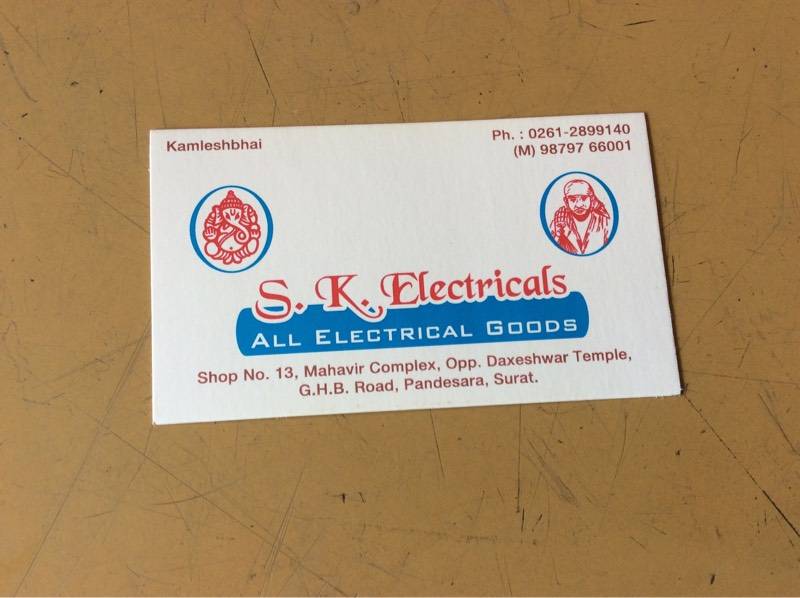 Kamleshbhai
Ph. : 0261-2899140
(M) 98797 66001
S. K. Electricals
ALL ELECTRICAL GOODS
Shop No. 13, Mahavir Complex, Opp. Daxeshwar Temple,
G.H.B. Road, Pandesara, Surat.